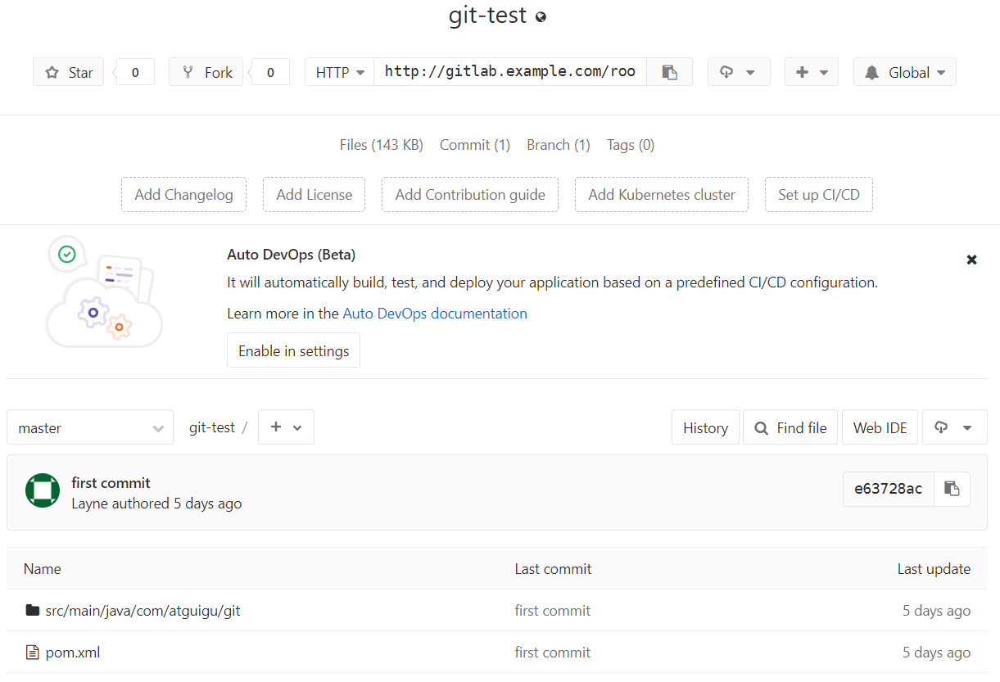 git-test
Star 0 Fork 0 HTTP http://gitlab.example.com/roo Global
Files (143 KB) Commit (1) Branch (1) Tags (0)
Add Changelog Add License Add Contribution guide Add Kubernetes cluster Set up CI/CD
Auto DevOps (Beta)
It will automatically build, test, and deploy your application based on a predefined CI/CD configuration.
Learn more in the Auto DevOps documentation
Enable in settings
master git-test / History Find file Web IDE
first commit
Layne authored 5 days ago
e63728ac
Name Last commit Last update
src/main/java/com/atguigu/git first commit 5 days ago
pom.xml first commit 5 days ago